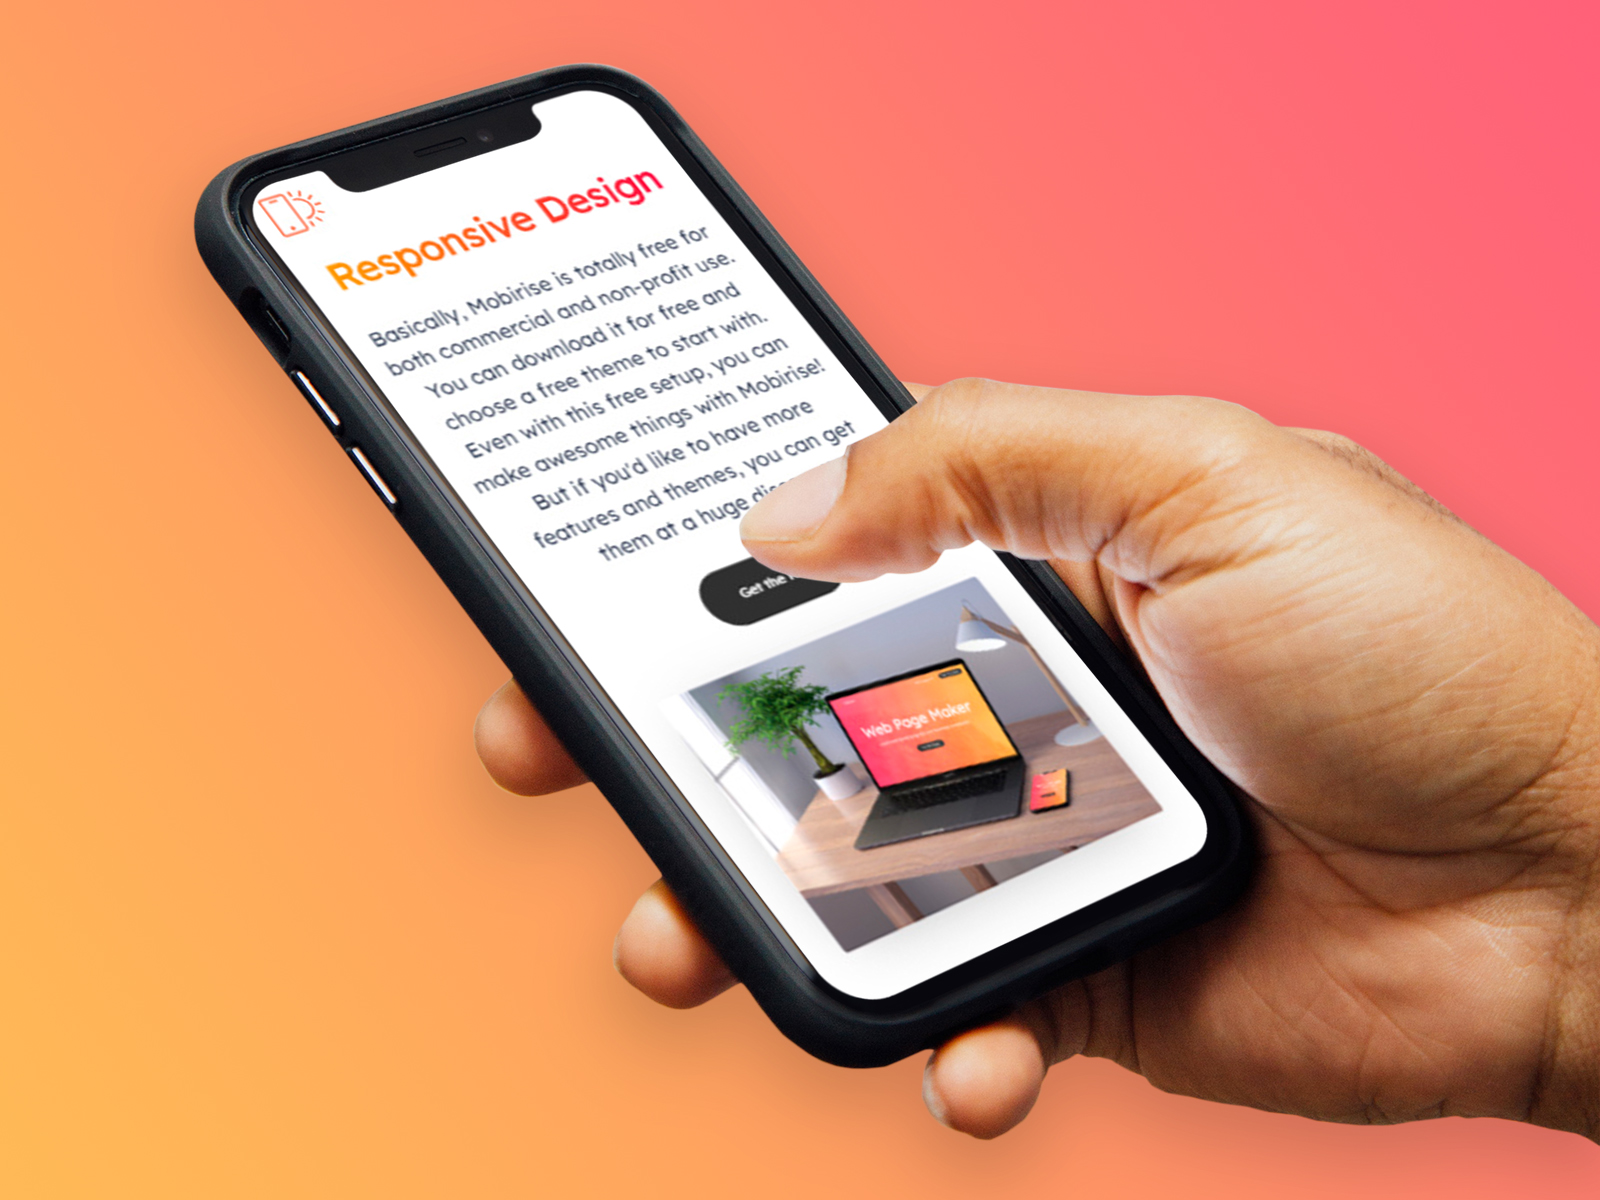 Responsive Design
Basically, Mobirise is totally free for
both commercial and non-profit use.
You can download it for free and
choose a free theme to start with.
Even with this free setup, you can
make awesome things with Mobirise!
But if you'd like to have more
features and themes, you can get
them at a huge
Get the
Web Page Maker